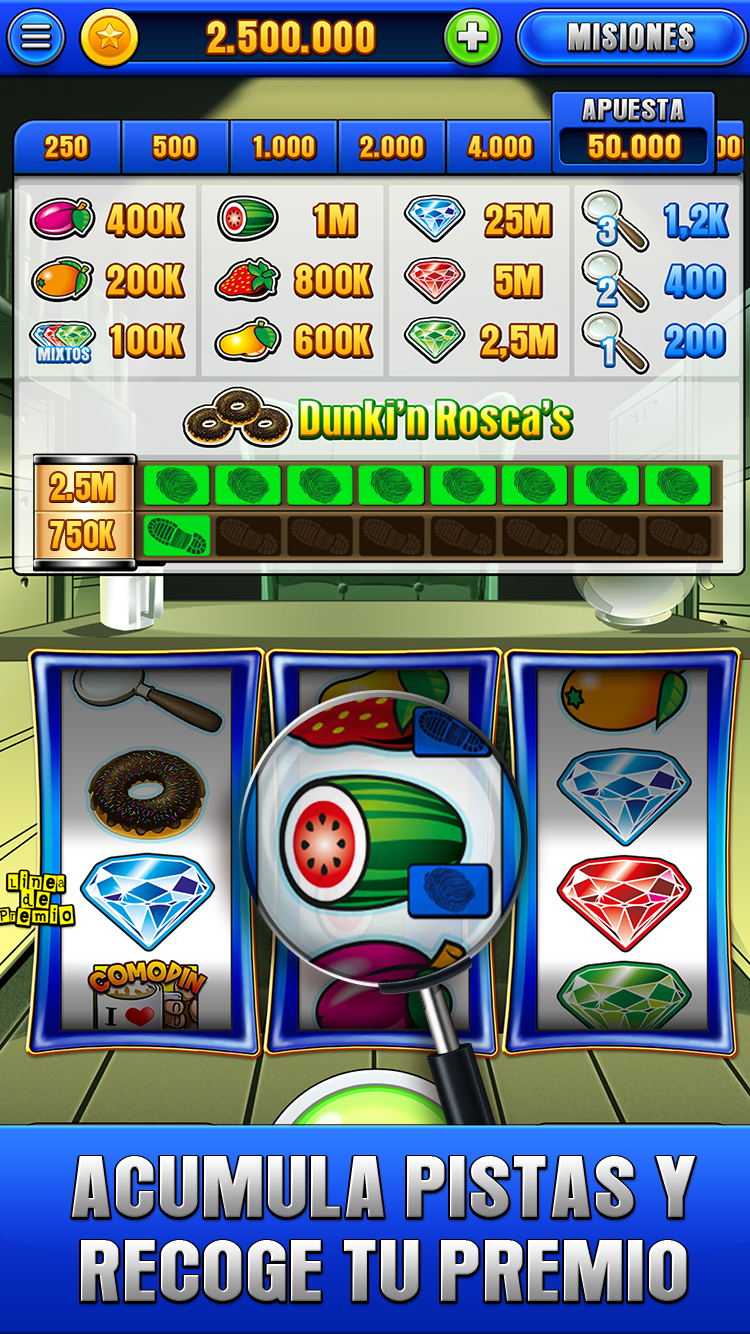 2.500.000
MISIONES
250 500 1.000 2.000 4.000 APUESTA 50.000
400K 1M 25M 3 1,2K
200K 800K 5M 2 400
MIXTOS 100K 600K 2,5M 1 200
Dunki'n Rosca's
2.5M
750K
Linea
de
Premio
COMODIN
I
ACUMULA PISTAS Y
RECOGE TU PREMIO